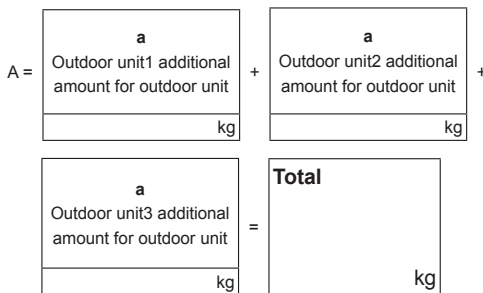 A =
a
Outdoor unit1 additional
amount for outdoor unit
kg
+
a
Outdoor unit2 additional
amount for outdoor unit
kg
+
a
Outdoor unit3 additional
amount for outdoor unit
kg
=
Total
kg